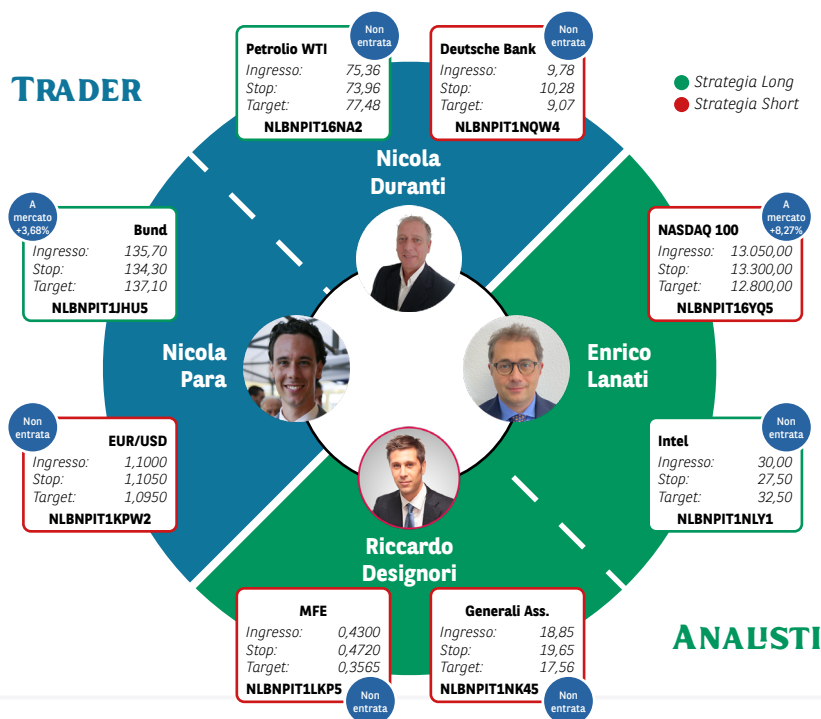 TRADER
Non
entrata
Petrolio WTI
Ingresso: 75,36
Stop: 73,96
Target: 77,48
NLBNPIT16NA2
Non
entrata
Deutsche Bank
Ingresso: 9,78
Stop: 10,28
Target: 9,07
NLBNPIT1NQW4
Strategia Long
Strategia Short
Nicola
Duranti
A
mercato
+3,68%
Bund
Ingresso: 135,70
Stop: 134,30
Target: 137,10
NLBNPIT1JHU5
A
mercato
+8,27%
NASDAQ 100
Ingresso: 13.050,00
Stop: 13.300,00
Target: 12.800,00
NLBNPIT16YQ5
Nicola
Para
Enrico
Lanati
Non
entrata
EUR/USD
Ingresso: 1,1000
Stop: 1,1050
Target: 1,0950
NLBNPIT1KPW2
Non
entrata
Intel
Ingresso: 30,00
Stop: 27,50
Target: 32,50
NLBNPIT1NLY1
Riccardo
Designori
MFE
Ingresso: 0,4300
Stop: 0,4720
Target: 0,3565
NLBNPIT1LKP5
Non
entrata
Generali Ass.
Ingresso: 18,85
Stop: 19,65
Target: 17,56
NLBNPIT1NK45
Non
entrata
ANALISTI